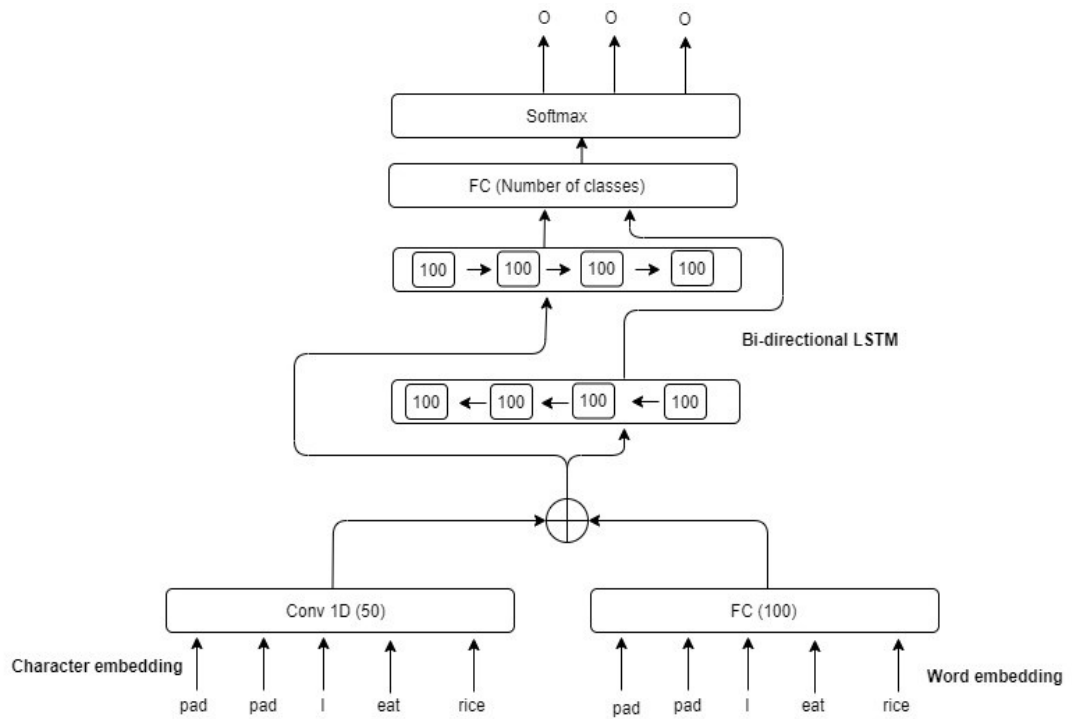 O O O
Softmax
FC (Number of classes)
100 100 100 100
Bi-directional LSTM
100 100 100 100
Conv 1D (50) FC (100)
Character embedding Word embedding
pad pad I eat rice pad pad I eat rice